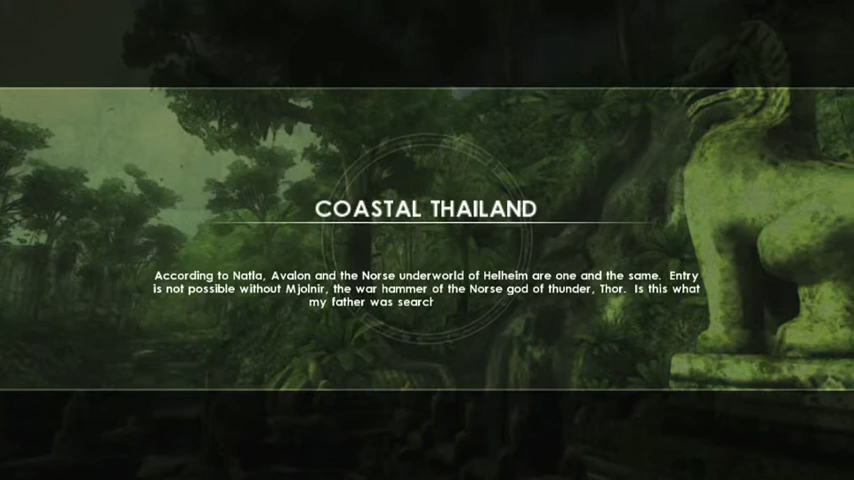 COASTAL THAILAND
According to Natla, Avalon and the Norse underworld of Helheim are one and the same. Entry
is not possible without Mjolnir, the war hammer of the Norse god of thunder, Thor. Is this what
my father was search